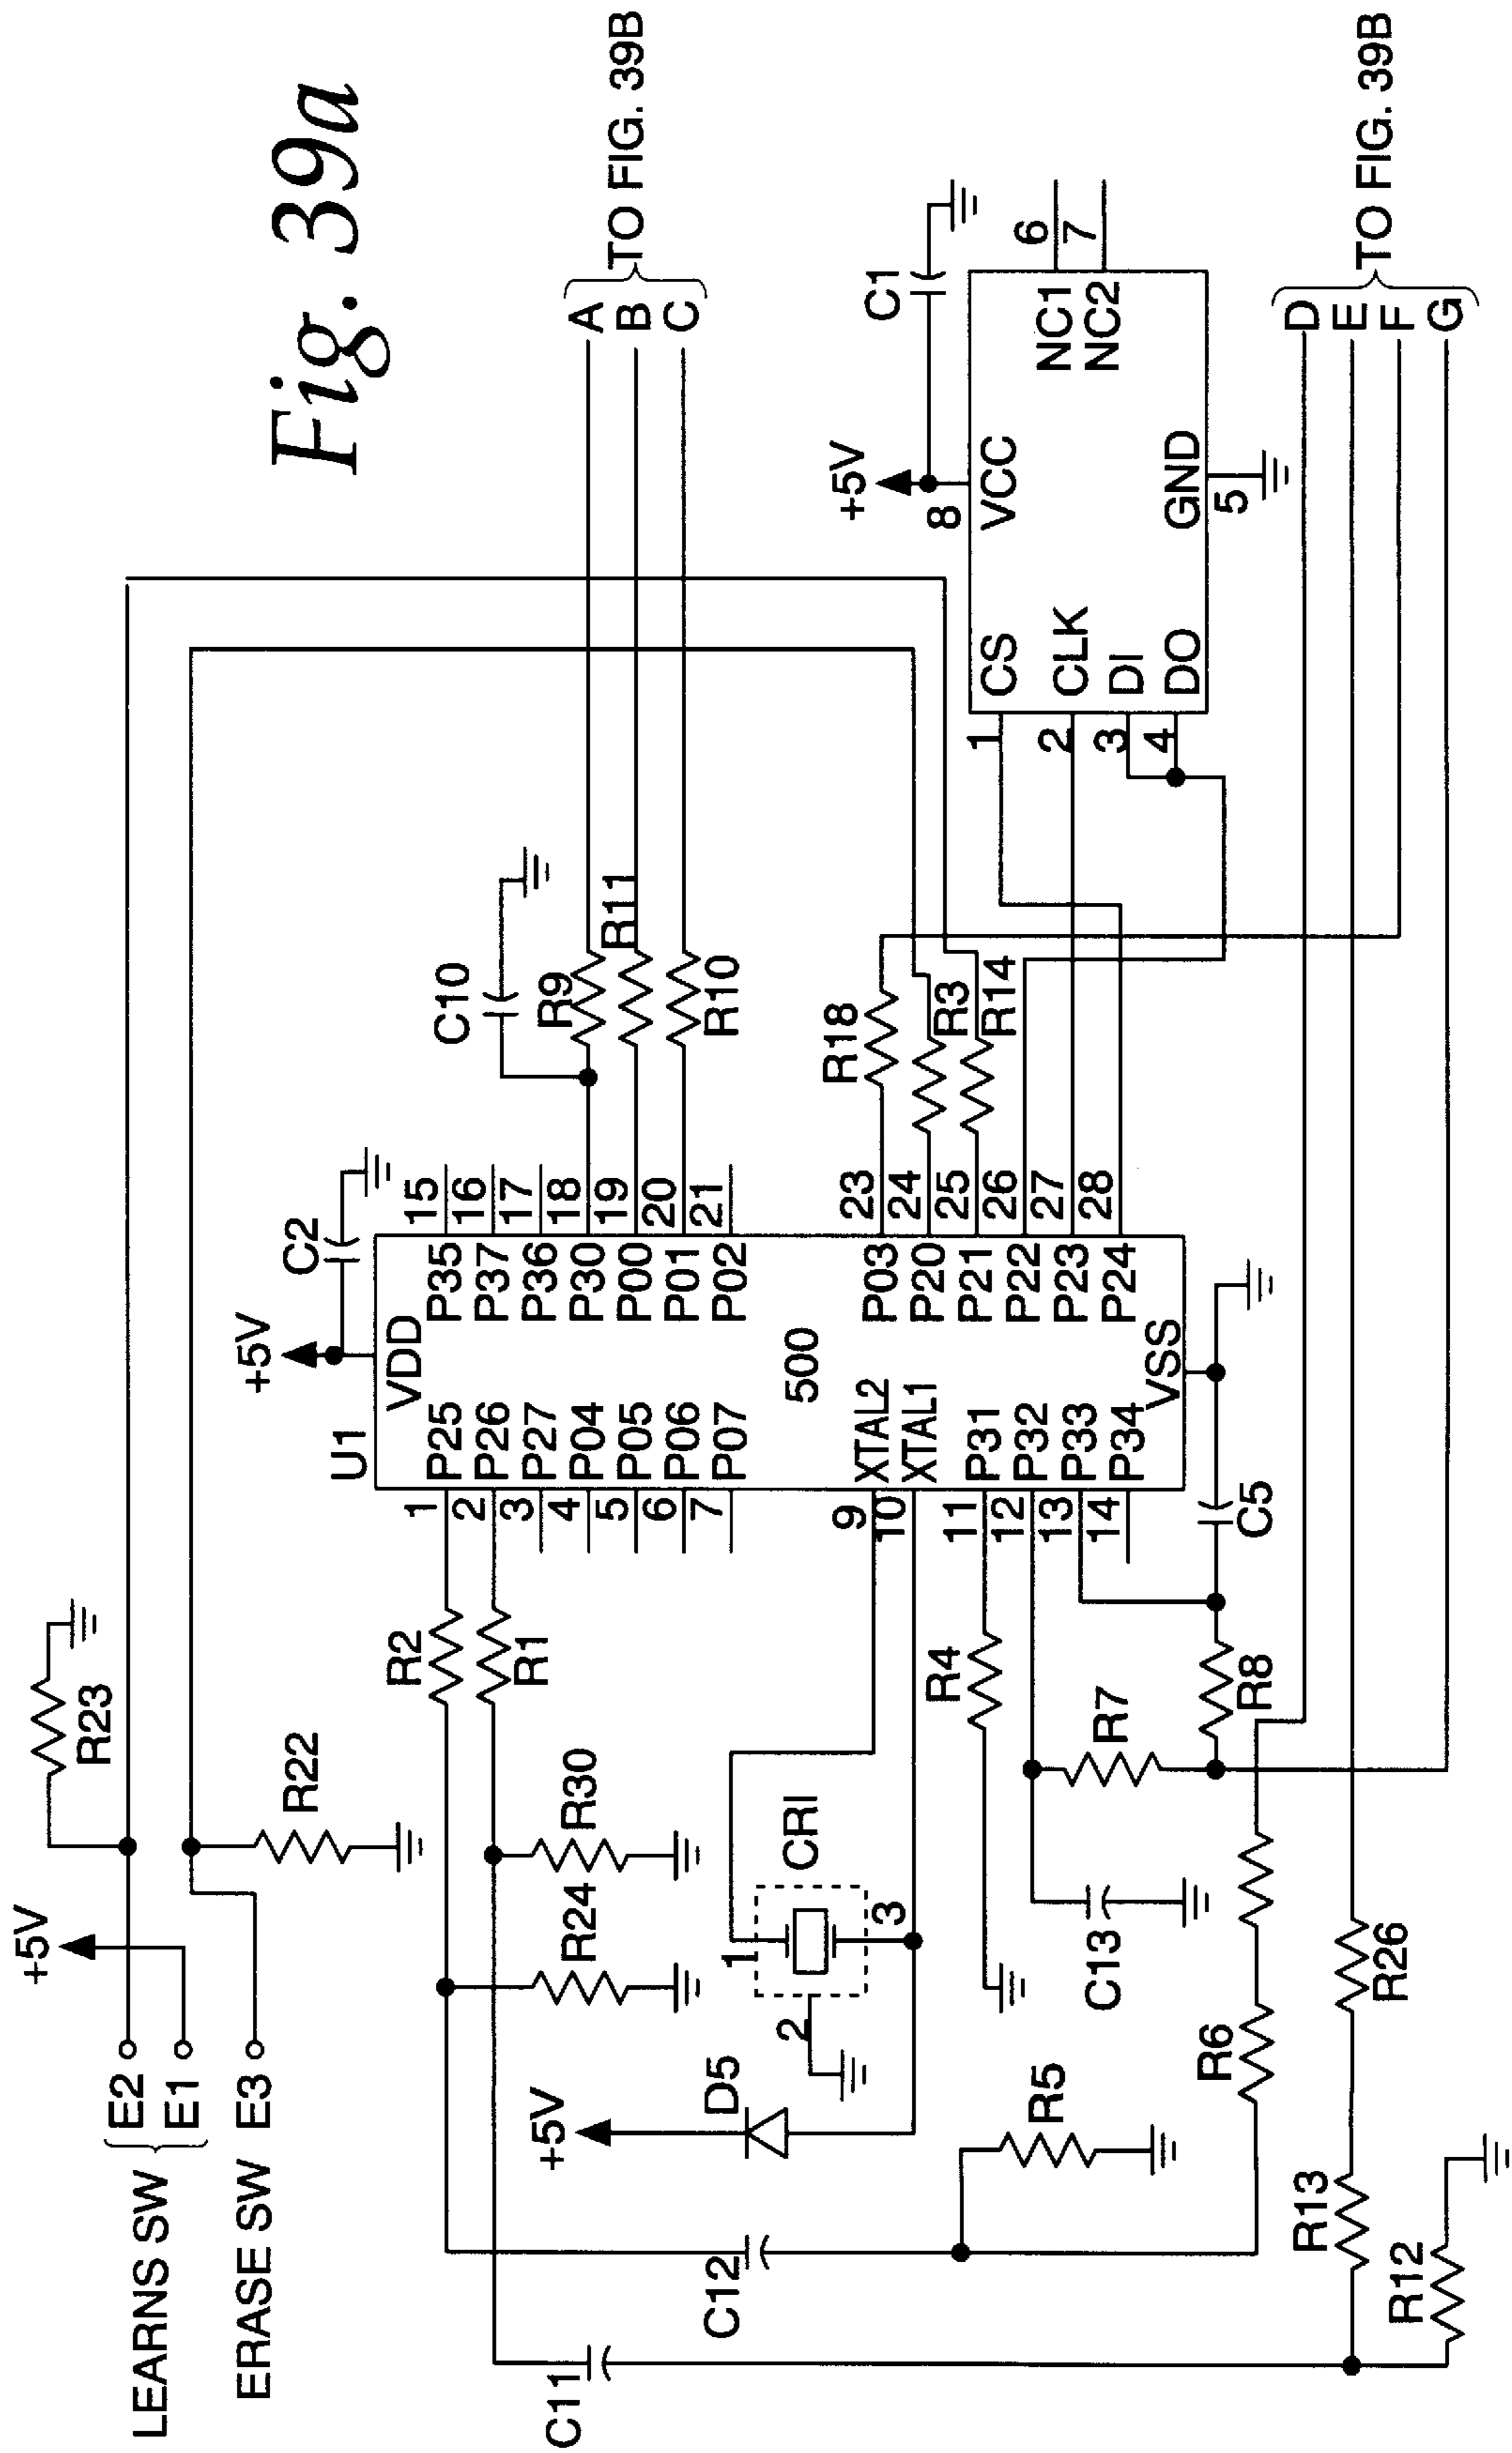 Fig. 39a
LEARNS SW
E2
E1
ERASE SW E3
+5V
R23
R22
+5V
C2
U1
VDD
1 P25
2 P26
3 P27
4 P04
5 P05
6 P06
7 P07
9 XTAL2
10 XTAL1
11 P31
12 P32
13 P33
14 P34
VSS
500
P35 15
P37 16
P36 17
P30 18
P00 19
P01 20
P02 21
P03 23
P20 24
P21 25
P22 26
P23 27
P24 28
R2
R1
R30
R24
C10
R9
R11
R10
A
B
C
TO FIG. 39B
CRI
1
2
3
+5V
D5
R4
R7
R8
C5
C13
C12
C11
R5
R6
R26
R13
R12
R18
R3
R14
+5V
C1
8
VCC
1 CS
2 CLK
3 DI
4 DO
GND
5
NC1 6
NC2 7
D
E
F
G
TO FIG. 39B